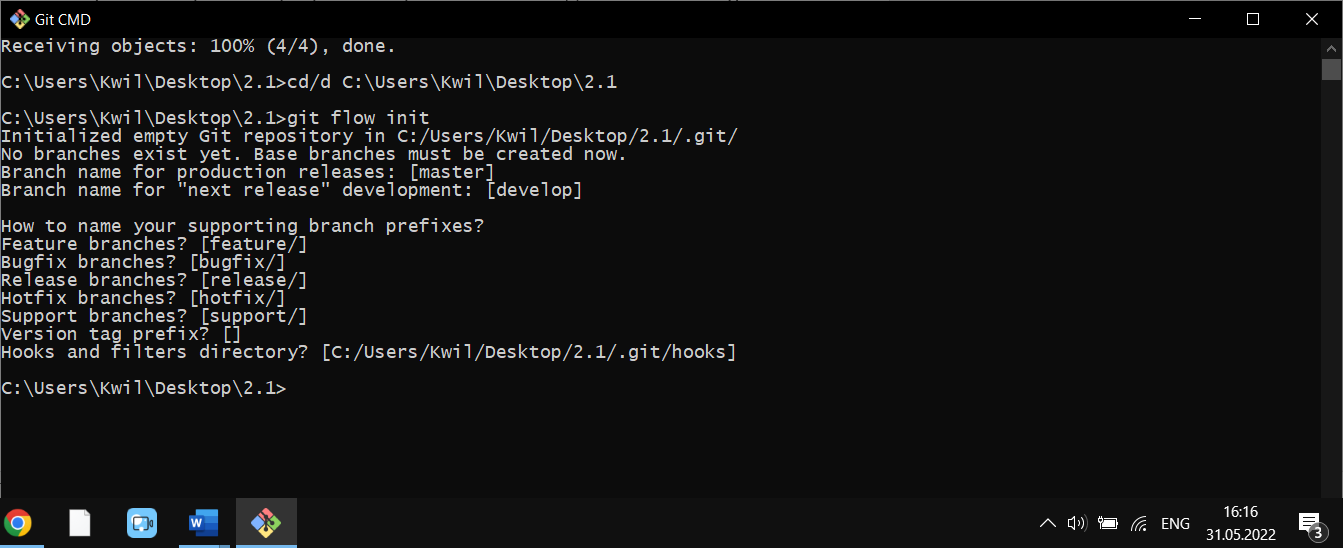 Git CMD
Receiving objects: 100% (4/4), done.
C:\Users\Kwil\Desktop\2.1>cd/d C:\Users\Kwil\Desktop\2.1
C:\Users\Kwil\Desktop\2.1>git flow init
Initialized empty Git repository in C:/Users/Kwil/Desktop/2.1/.git/
No branches exist yet. Base branches must be created now.
Branch name for production releases: [master]
Branch name for "next release" development: [develop]
How to name your supporting branch prefixes?
Feature branches? [feature/]
Bugfix branches? [bugfix/]
Release branches? [release/]
Hotfix branches? [hotfix/]
Support branches? [support/]
Version tag prefix? []
Hooks and filters directory? [C:/Users/Kwil/Desktop/2.1/.git/hooks]
C:\Users\Kwil\Desktop\2.1>
W
ENG
16:16
31.05.2022
3